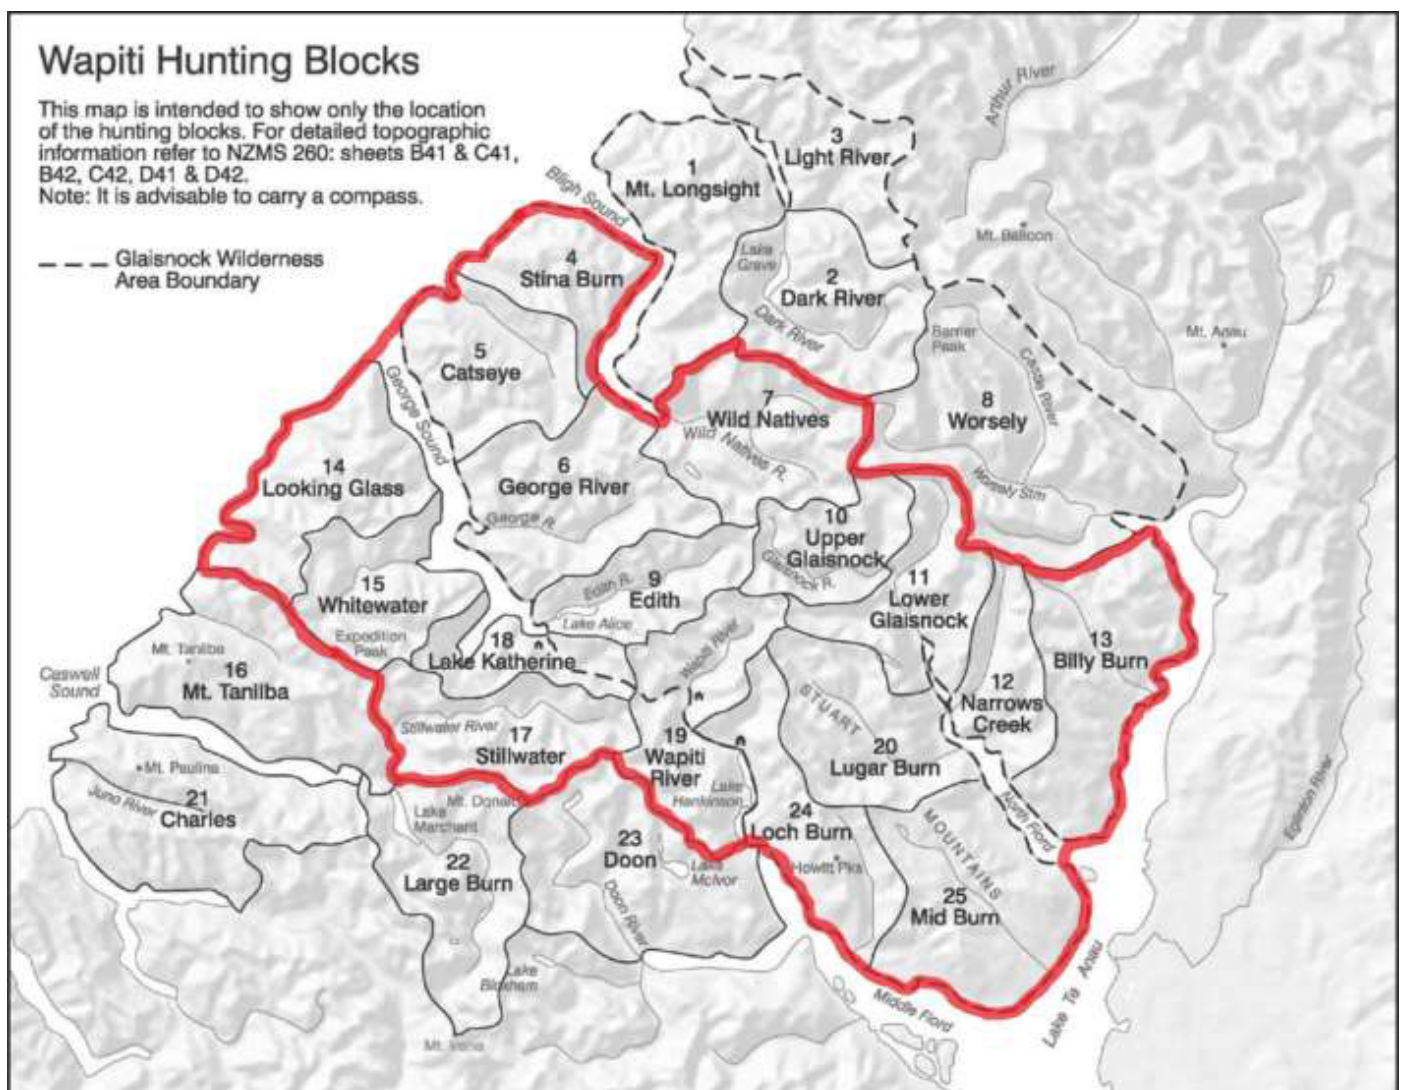 Wapiti Hunting Blocks
This map is intended to show only the location
of the hunting blocks. For detailed topographic
information refer to NZMS 260: sheets B41 & C41,
B42, C42, D41 & D42.
Note: It is advisable to carry a compass.
Glaisnock Wilderness
Area Boundary
Arthur River
3
Light River
1
Mt. Longsight
Bligh Sound
4
Stina Burn
Lake
Grave
2
Dark River
Dark River
Mt. Balloon
Mt. Anau
Barrier
Peak
Castle River
5
Catseye
George Sound
7
Wild Natives
Wild Natives R.
8
Worsely
Worsely Stm
14
Looking Glass
6
George River
George R.
10
Upper
Glaisnock
Glaisnock R.
15
Whitewater
Expedition
Peak
Edith R.
9
Edith
Lake Alice
11
Lower
Glaisnock
18
Lake Katherine
Wapiti River
13
Billy Burn
Mt. Tanilba
16
Mt. Tanilba
Caswell
Sound
12
Narrows
Creek
Stillwater River
17
Stillwater
19
Wapiti
River
STUART
20
Lugar Burn
Mt. Paulina
Juno River
21
Charles
Lake
Marchant
Mt. Donald
Lake
Hankinson
24
Loch Burn
North Fiord
MOUNTAINS
Eglinton River
22
Large Burn
23
Doon
Lake
McIvor
Howitt Pks
Doon River
25
Mid Burn
Lake
Bloxham
Middle Fiord
Lake Te Anau
Mt. Irene